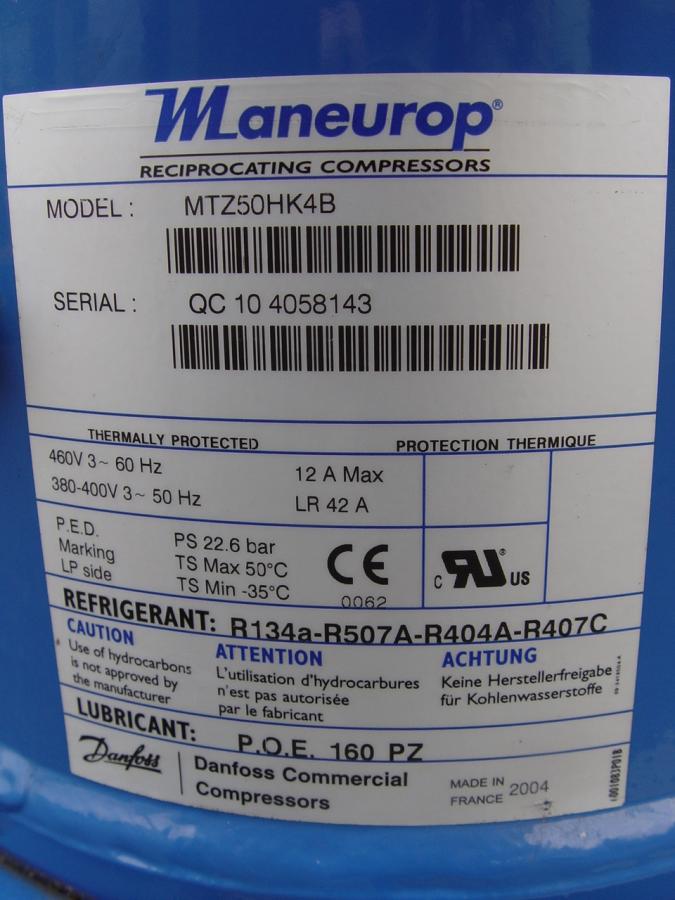 Maneurop®
RECIPROCATING COMPRESSORS
MODEL : MTZ50HK4B
SERIAL : QC 10 4058143
THERMALLY PROTECTED PROTECTION THERMIQUE
460V 3~ 60 Hz 12 A Max
380-400V 3~ 50 Hz LR 42 A
P.E.D. PS 22.6 bar
Marking TS Max 50°C
LP side TS Min -35°C
CE
0062
c RU® US
REFRIGERANT: R134a-R507A-R404A-R407C
CAUTION
Use of hydrocarbons
is not approved by
the manufacturer
ATTENTION
L'utilisation d'hydrocarbures
n'est pas autorisée
par le fabricant
ACHTUNG
Keine Herstellerfreigabe
für Kohlenwasserstoffe
LUBRICANT: P.O.E. 160 PZ
Danfoss
Danfoss Commercial
Compressors
MADE IN
FRANCE 2004